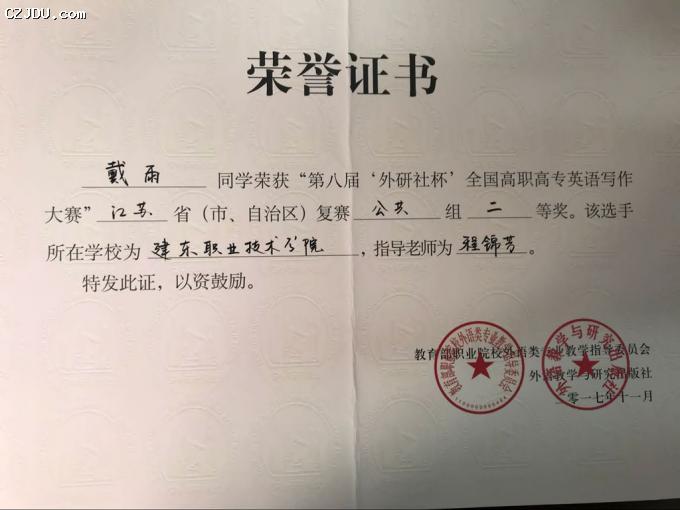 CZJDU.COM
荣誉证书
戴雨 同学荣获“第八届‘外研社杯’全国高职高专英语写作
大赛”江苏省（市、自治区）复赛公共组二等奖。该选手
所在学校为建东职业技术学院，指导老师为程锦芳。
特发此证，以资鼓励。
教育部职业院校外语类专业教学指导委员会
外语教学与研究出版社
二零一七年十一月